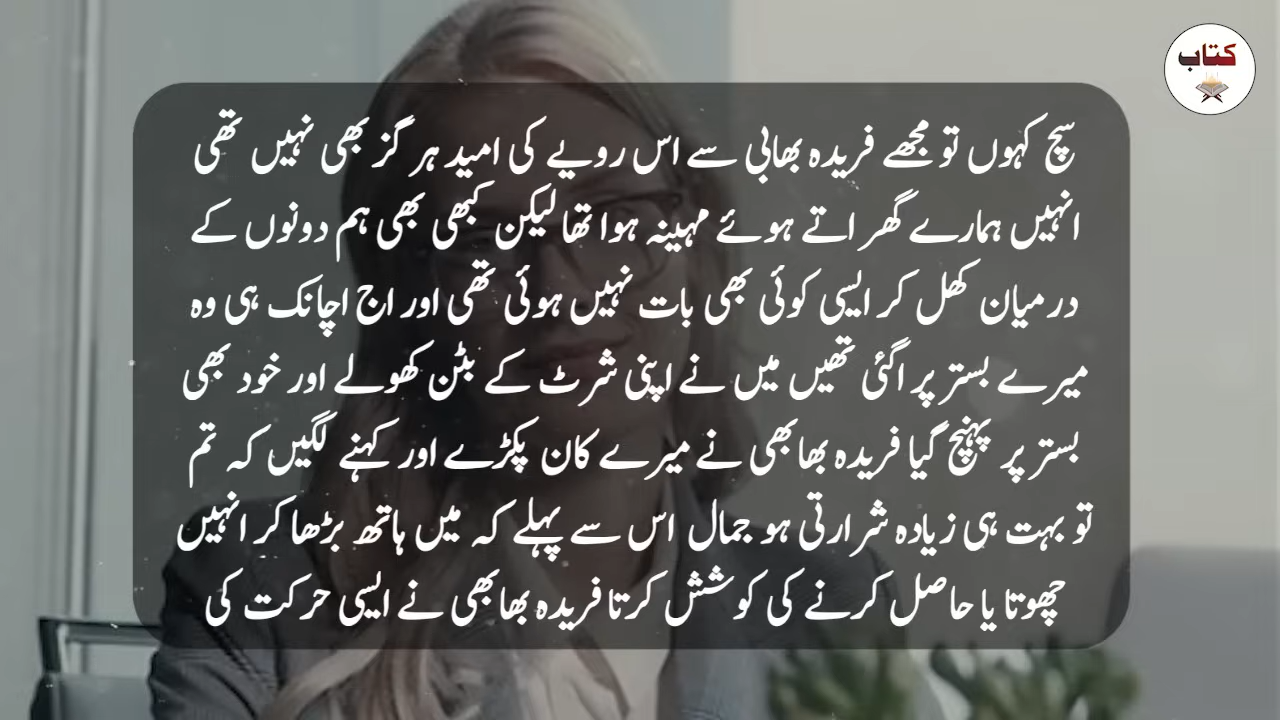 کتاب
سچ کہوں تو مجھے فریدہ بھابی سے اس رویے کی امید ہر گز بھی نہیں تھی
انہیں ہمارے گھر اتے ہوئے مہینہ ہوا تھا لیکن کبھی بھی ہم دونوں کے
درمیان کھل کر ایسی کوئی بھی بات نہیں ہوئی تھی اور اج اچانک ہی وہ
میرے بستر پر اگئی تھیں میں نے اپنی شرٹ کے بٹن کھولے اور خود بھی
بستر پر پہنچ گیا فریدہ بھابھی نے میرے کان پکڑے اور کہنے لگیں کہ تم
تو بہت ہی زیادہ شرارتی ہو جمال اس سے پہلے کہ میں ہاتھ بڑھا کر انہیں
چھوتا یا حاصل کرنے کی کوشش کرتا فریدہ بھابھی نے ایسی حرکت کی